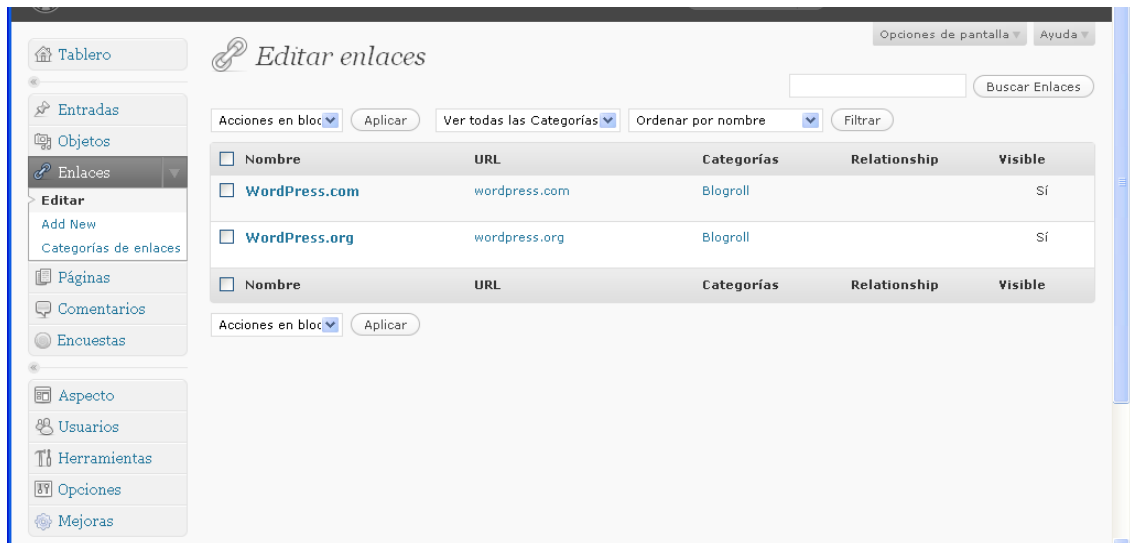 Opciones de pantalla Ayuda
Tablero
Editar enlaces
Buscar Enlaces
Entradas
Objetos
Enlaces
Editar
Add New
Categorías de enlaces
Páginas
Comentarios
Encuestas
Aspecto
Usuarios
Herramientas
Opciones
Mejoras
Acciones en bloc Aplicar Ver todas las Categorías Ordenar por nombre Filtrar
Nombre URL Categorías Relationship Visible
WordPress.com wordpress.com Blogroll Sí
WordPress.org wordpress.org Blogroll Sí
Nombre URL Categorías Relationship Visible
Acciones en bloc Aplicar